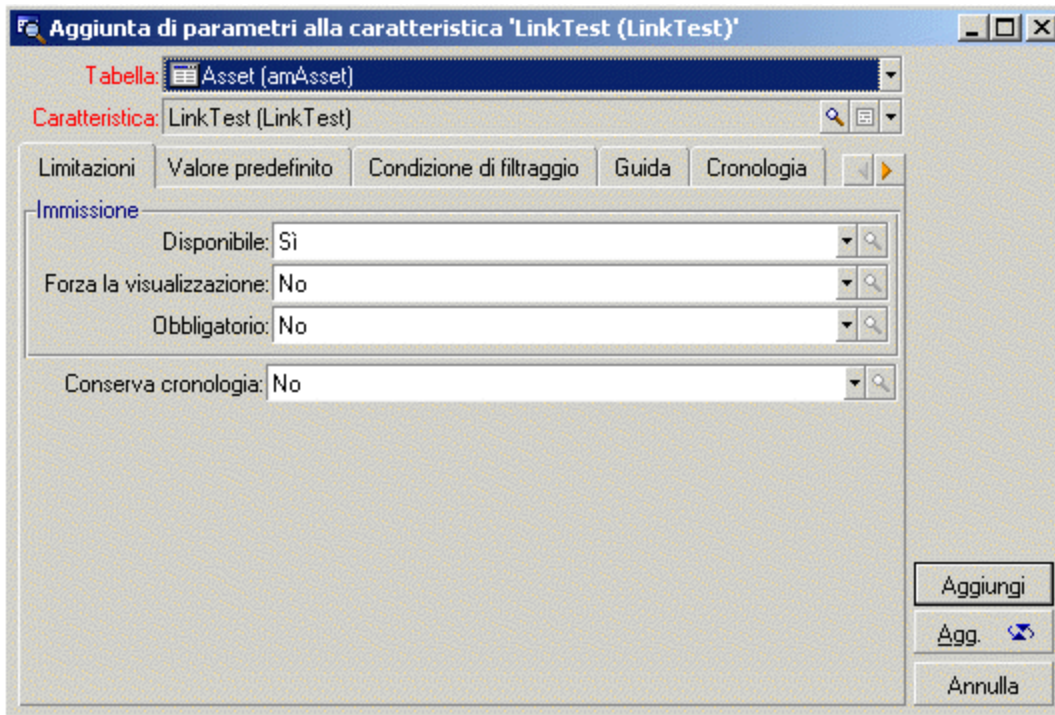 Aggiunta di parametri alla caratteristica 'LinkTest (LinkTest)'
Tabella: Asset (amAsset)
Caratteristica: LinkTest (LinkTest)
Limitazioni Valore predefinito Condizione di filtraggio Guida Cronologia
Immissione
Disponibile: Sì
Forza la visualizzazione: No
Obbligatorio: No
Conserva cronologia: No
Aggiungi
Agg.
Annulla